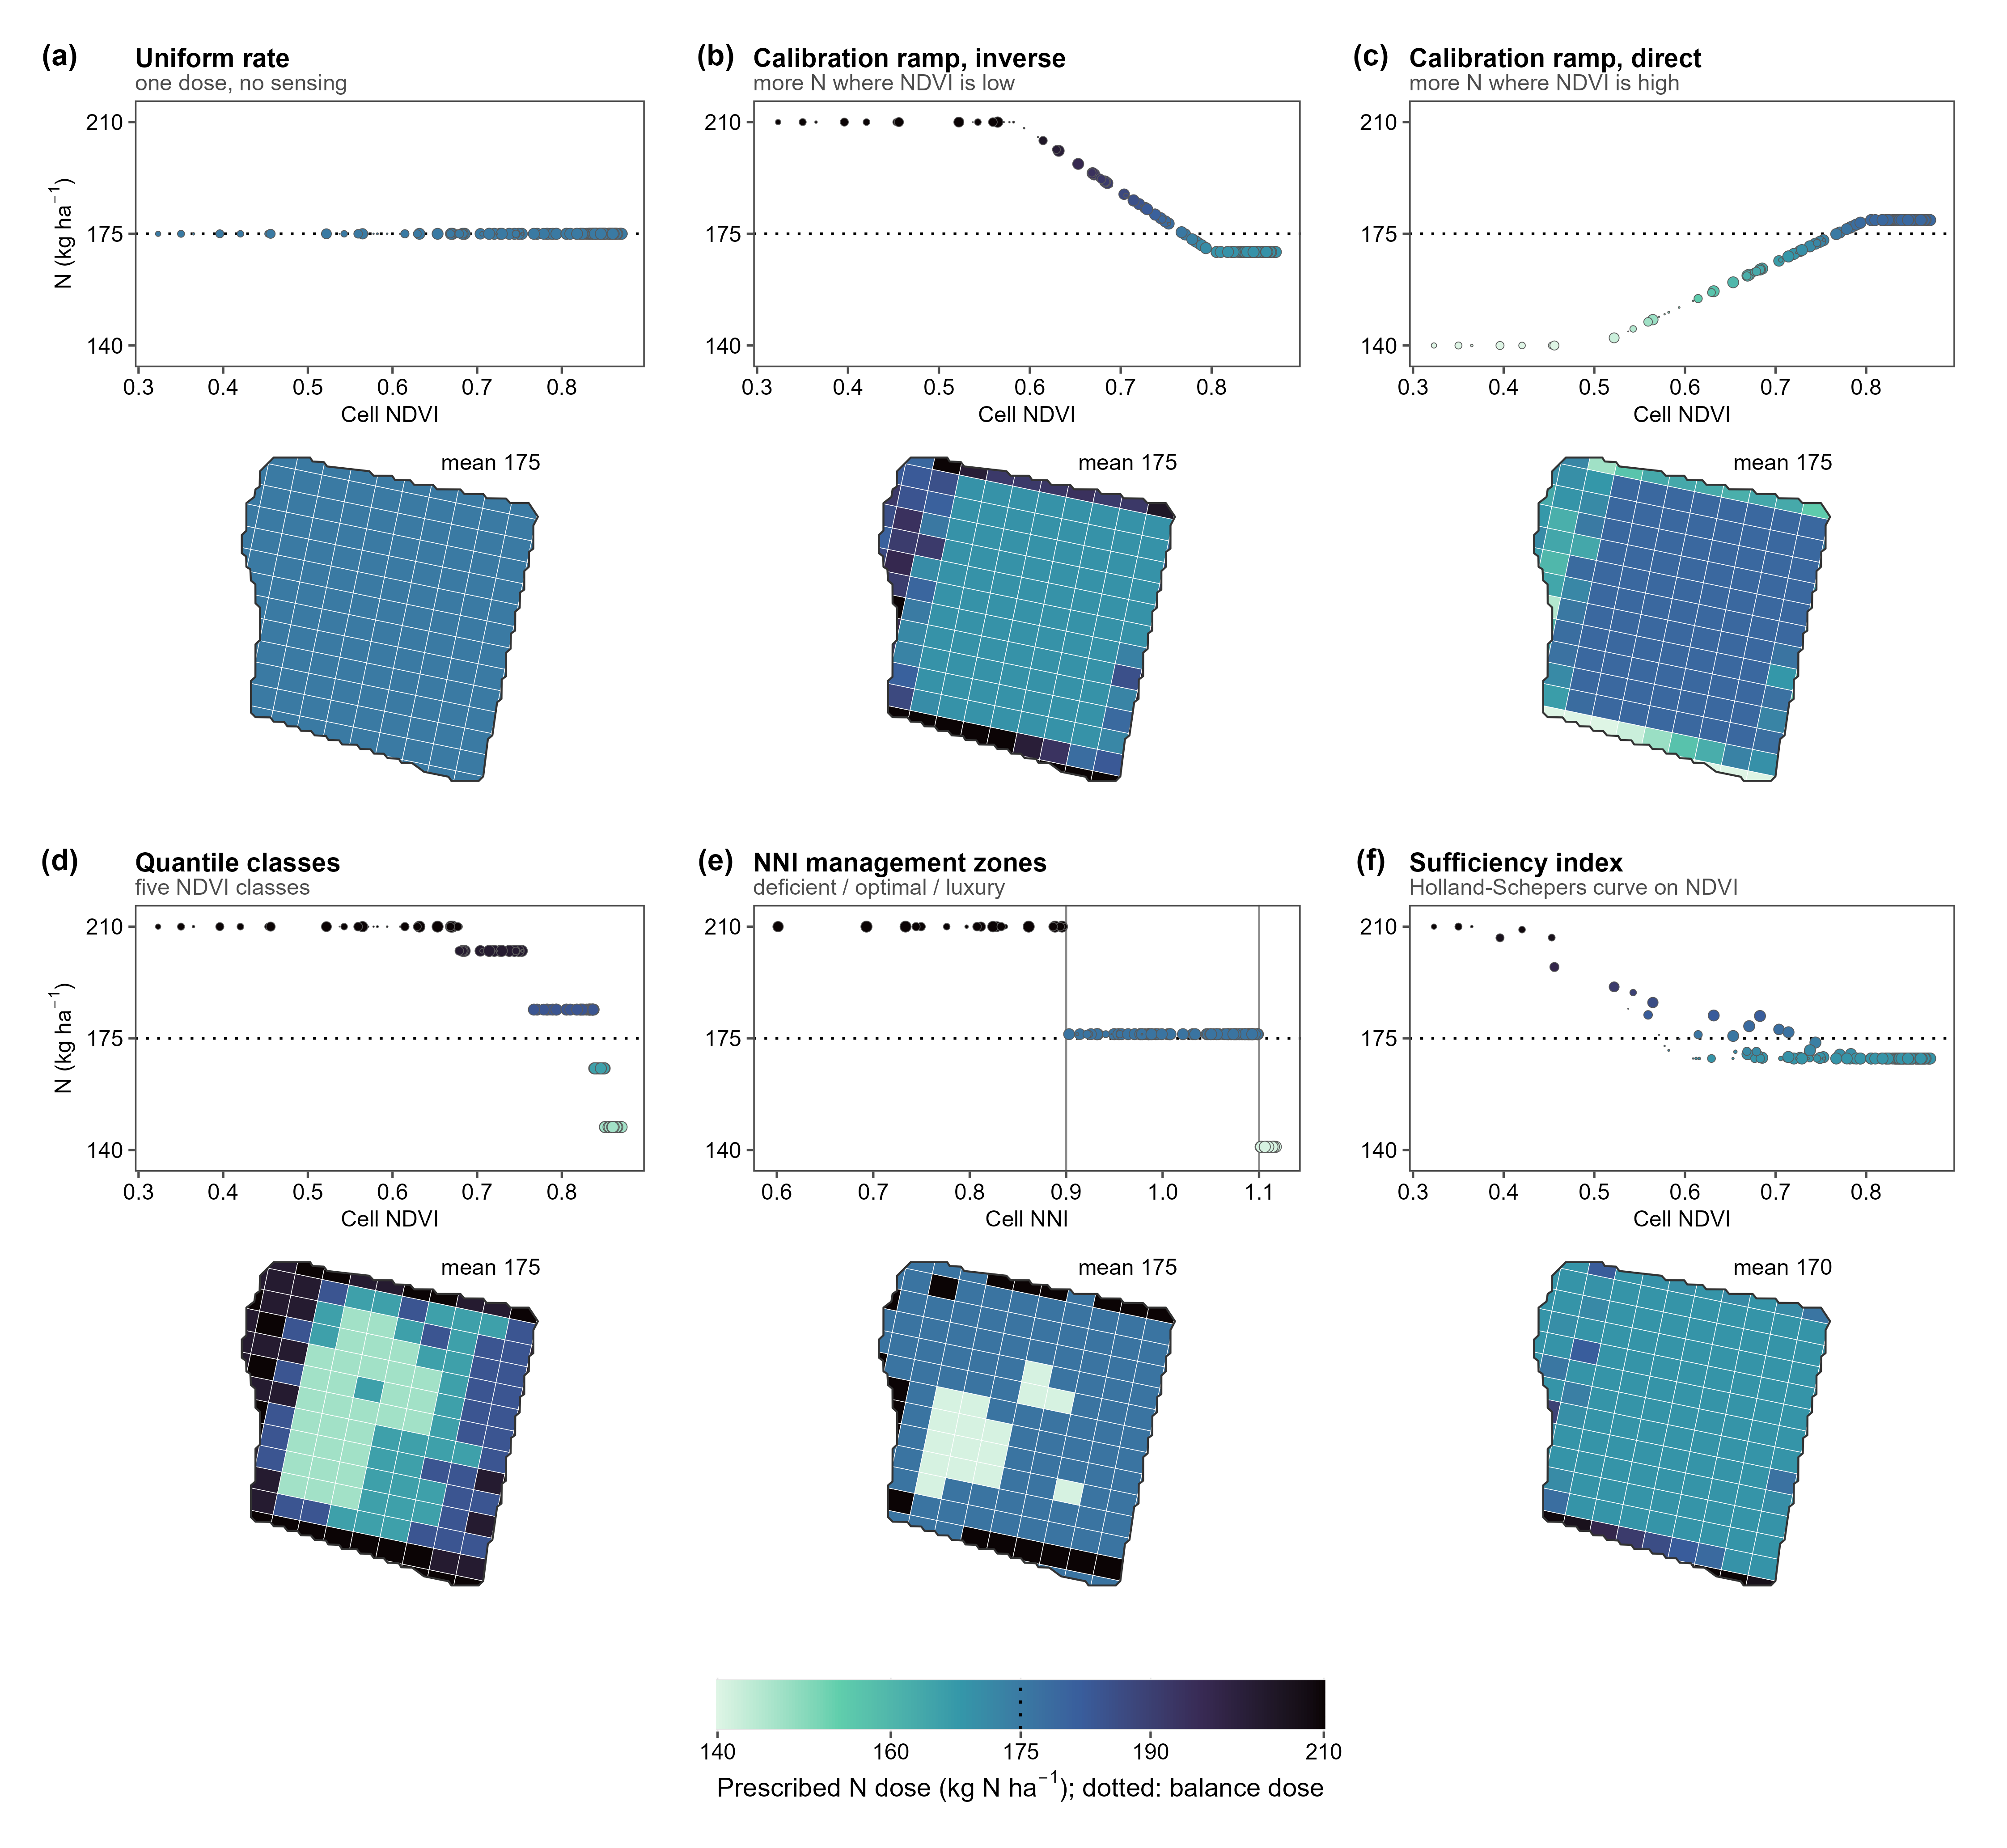 (a) Uniform rate
one dose, no sensing
210
175
140
N (kg ha⁻¹)
0.3 0.4 0.5 0.6 0.7 0.8
Cell NDVI
mean 175
(b) Calibration ramp, inverse
more N where NDVI is low
210
175
140
0.3 0.4 0.5 0.6 0.7 0.8
Cell NDVI
mean 175
(c) Calibration ramp, direct
more N where NDVI is high
210
175
140
0.3 0.4 0.5 0.6 0.7 0.8
Cell NDVI
mean 175
(d) Quantile classes
five NDVI classes
210
175
140
N (kg ha⁻¹)
0.3 0.4 0.5 0.6 0.7 0.8
Cell NDVI
mean 175
(e) NNI management zones
deficient / optimal / luxury
210
175
140
0.6 0.7 0.8 0.9 1.0 1.1
Cell NNI
mean 175
(f) Sufficiency index
Holland-Schepers curve on NDVI
210
175
140
0.3 0.4 0.5 0.6 0.7 0.8
Cell NDVI
mean 170
140 160 175 190 210
Prescribed N dose (kg N ha⁻¹); dotted: balance dose